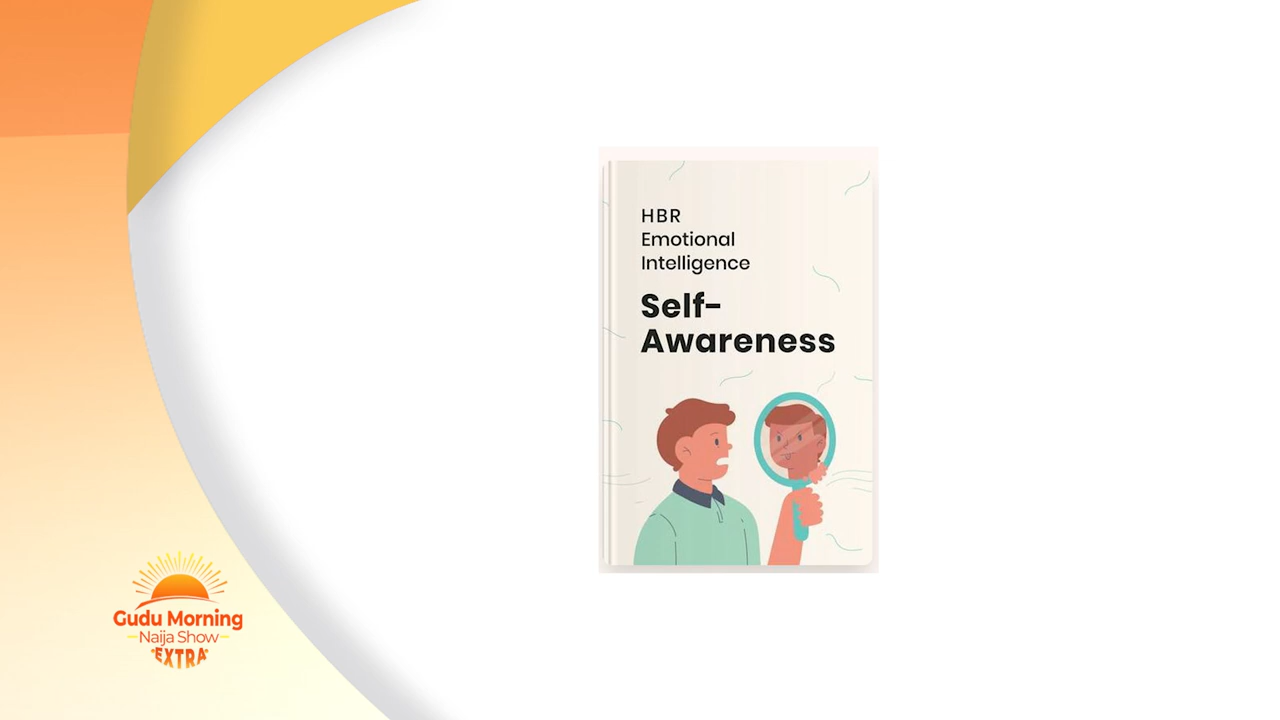 HBR
Emotional
Intelligence
Self-
Awareness
Gudu Morning
Naija Show
EXTRA